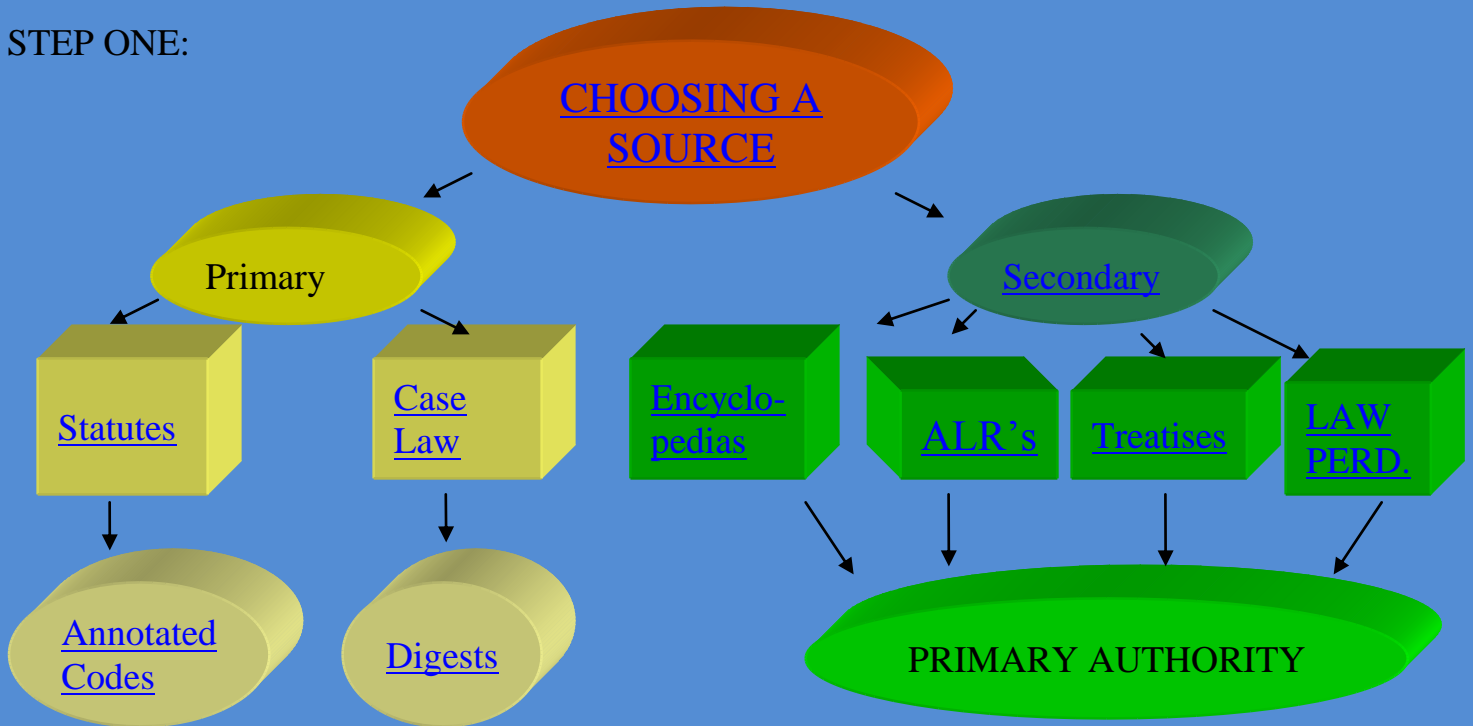 STEP ONE:
CHOOSING A
SOURCE
Primary
Secondary
Statutes
Case
Law
Encyclo-
pedias
ALR’s
Treatises
LAW
PERD.
Annotated
Codes
Digests
PRIMARY AUTHORITY